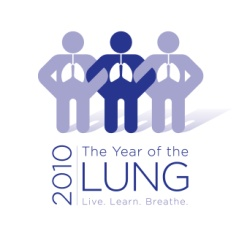 2010
The Year of the
LUNG
Live. Learn. Breathe.